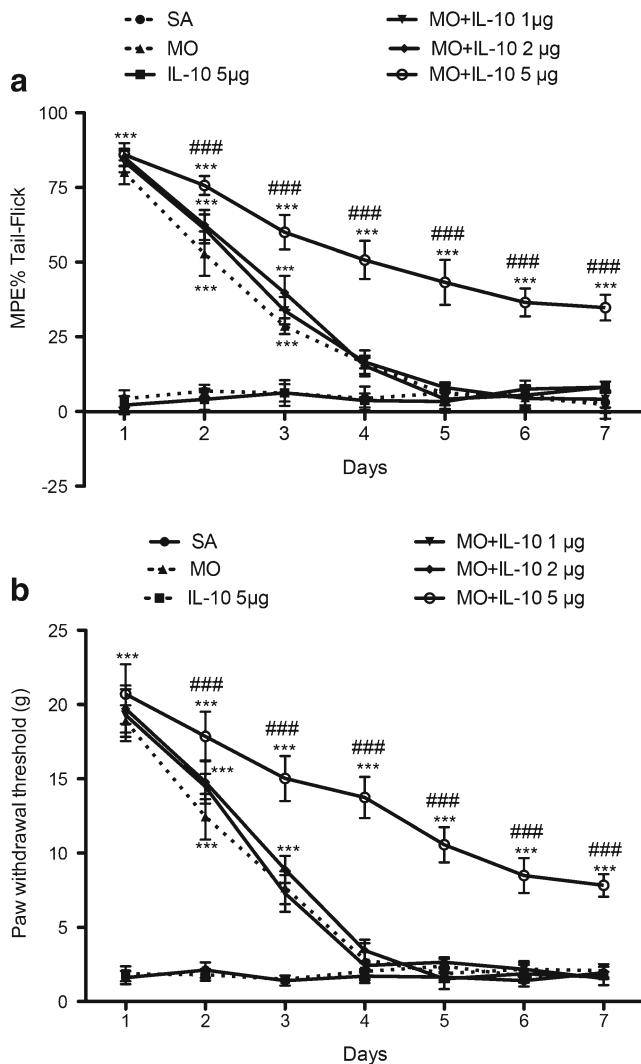 SA
MO
IL-10 5µg
MO+IL-10 1µg
MO+IL-10 2 µg
MO+IL-10 5 µg
a
MPE% Tail-Flick
100
75
50
25
0
-25
*** ### *** *** *** ### *** *** *** ### *** ### *** ### *** ### ***
1 2 3 4 5 6 7
Days
SA
MO
IL-10 5µg
MO+IL-10 1 µg
MO+IL-10 2 µg
MO+IL-10 5 µg
b
Paw withdrawal threshold (g)
25
20
15
10
5
0
*** ### *** *** *** ### *** *** ### *** ### *** ### *** ### ***
1 2 3 4 5 6 7
Days